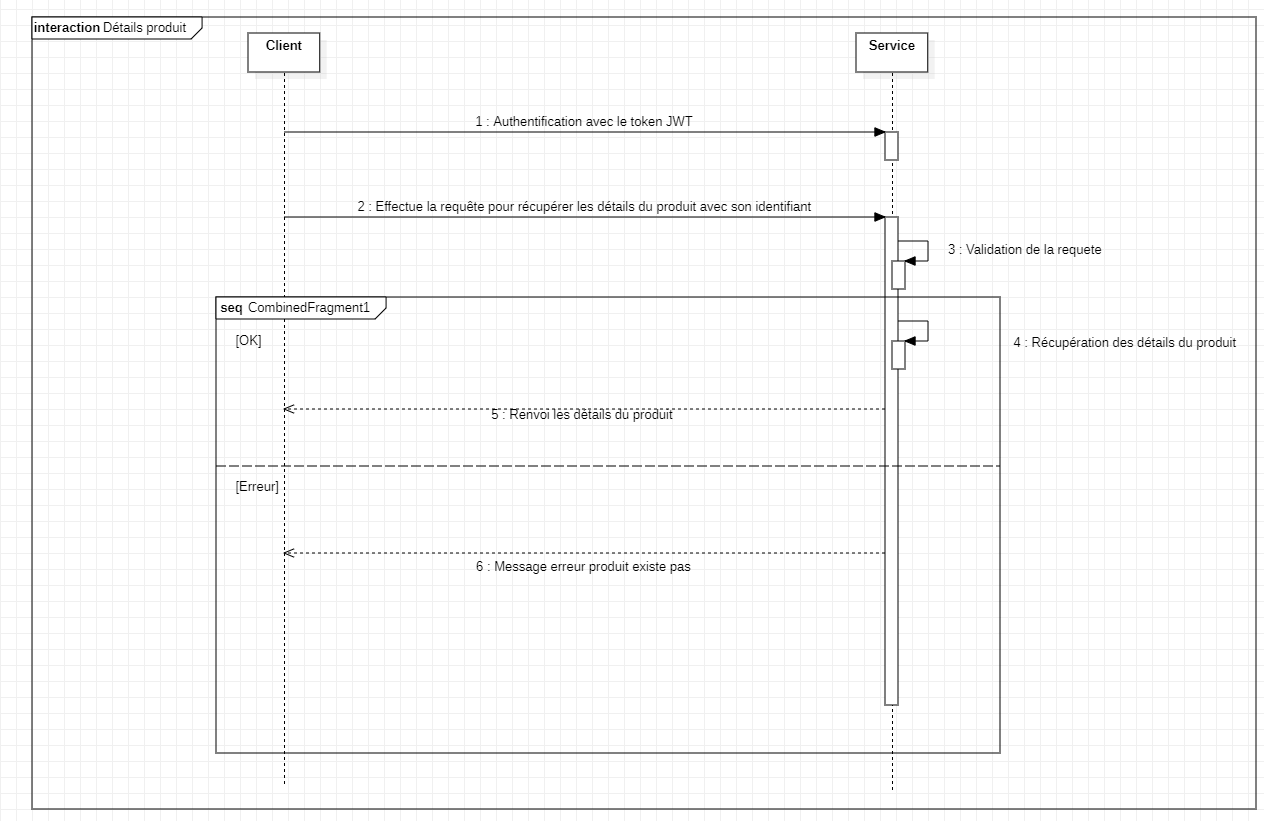 interaction Détails produit
Client
Service
1 : Authentification avec le token JWT
2 : Effectue la requête pour récupérer les détails du produit avec son identifiant
3 : Validation de la requete
seq CombinedFragment1
[OK]
4 : Récupération des détails du produit
5 : Renvoi les détails du produit
[Erreur]
6 : Message erreur produit existe pas